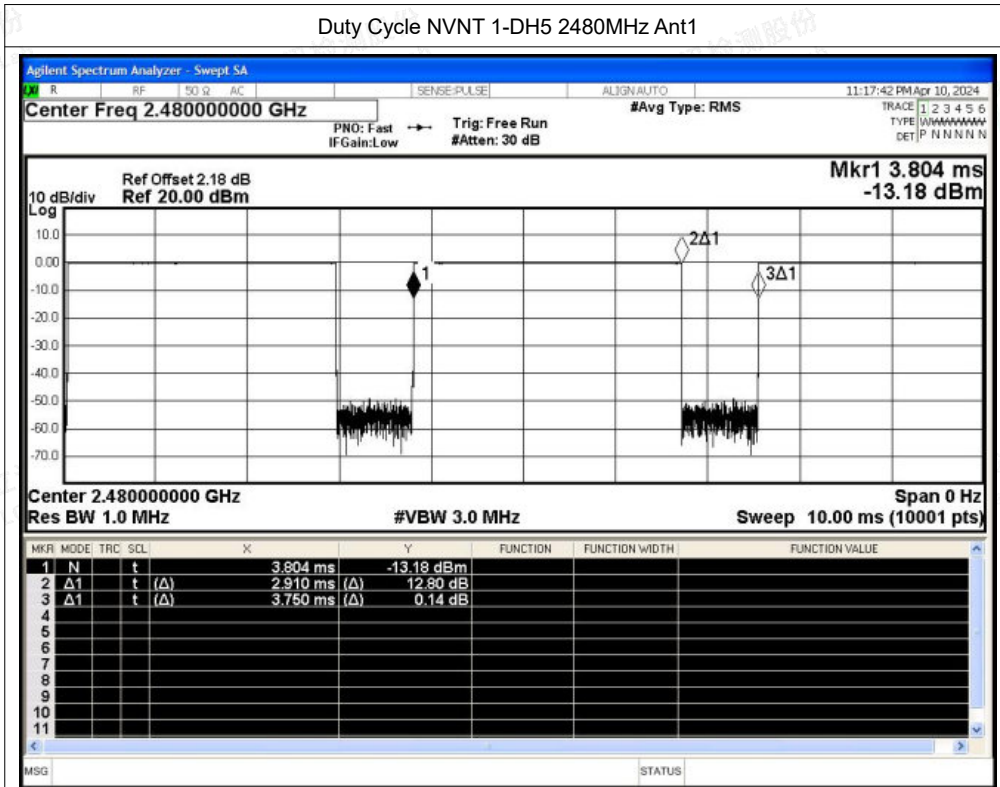 Duty Cycle NVNT 1-DH5 2480MHz Ant1
Agilent Spectrum Analyzer - Swept SA
R RF 50 Ω AC SENSE:PULSE ALIGN AUTO 11:17:42 PM Apr 10, 2024
Center Freq 2.480000000 GHz #Avg Type: RMS TRACE 1 2 3 4 5 6
PNO: Fast Trig: Free Run TYPE
IFGain:Low #Atten: 30 dB DET P N N N N N
Mkr1 3.804 ms
-13.18 dBm
Ref Offset 2.18 dB
10 dB/div Ref 20.00 dBm
Log
10.0
2Δ1
0.00
1
3Δ1
-10.0
-20.0
-30.0
-40.0
-50.0
-60.0
-70.0
Center 2.480000000 GHz Span 0 Hz
Res BW 1.0 MHz #VBW 3.0 MHz Sweep 10.00 ms (10001 pts)
MKR MODE TRC SCL X Y FUNCTION FUNCTION WIDTH FUNCTION VALUE
1 N t 3.804 ms -13.18 dBm
2 Δ1 t (Δ) 2.910 ms (Δ) 12.80 dB
3 Δ1 t (Δ) 3.750 ms (Δ) 0.14 dB
4
5
6
7
8
9
10
11
MSG STATUS